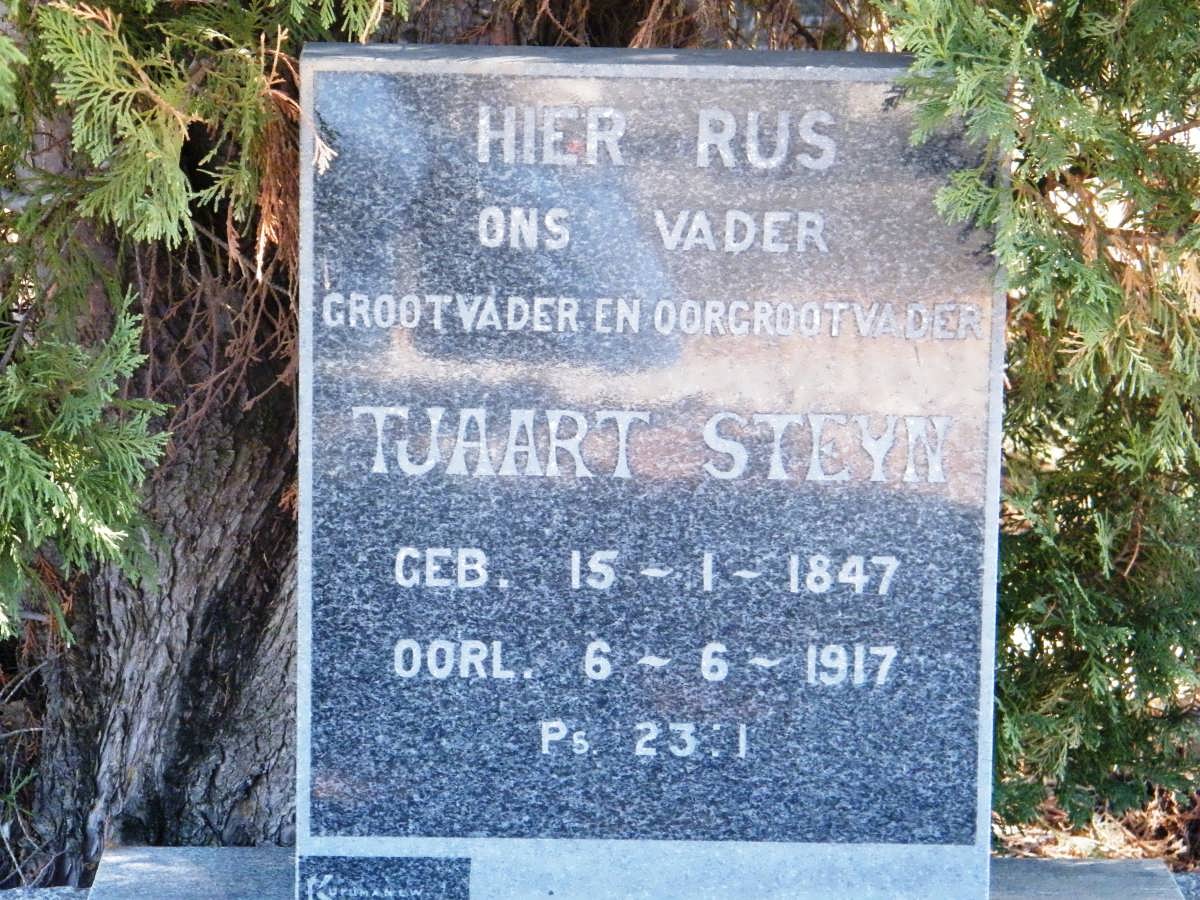 HIER RUS
ONS VADER
GROOTVADER EN OORGROOTVADER
TJAART STEYN
GEB. 15 ~ 1 ~ 1847
OORL. 6 ~ 6 ~ 1917
Ps. 23:1
KURUMAN E.W.